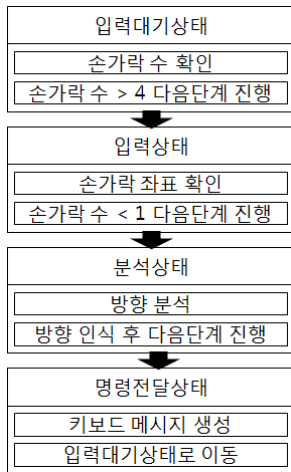 입력대기상태
손가락 수 확인
손가락 수 > 4 다음단계 진행
입력상태
손가락 좌표 확인
손가락 수 < 1 다음단계 진행
분석상태
방향 분석
방향 인식 후 다음단계 진행
명령전달상태
키보드 메시지 생성
입력대기상태로 이동